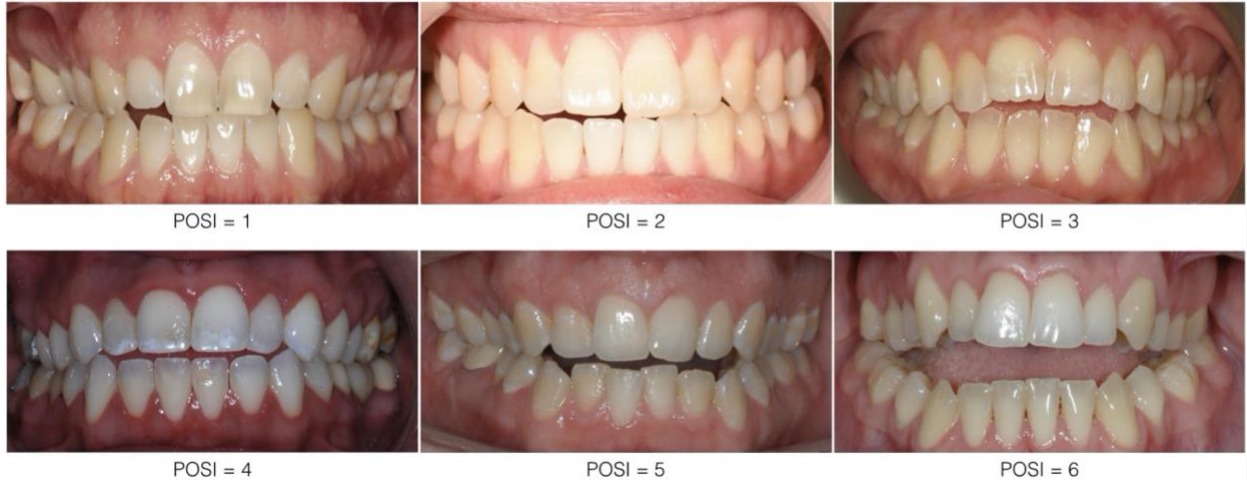 POSI = 1
POSI = 2
POSI = 3
POSI = 4
POSI = 5
POSI = 6